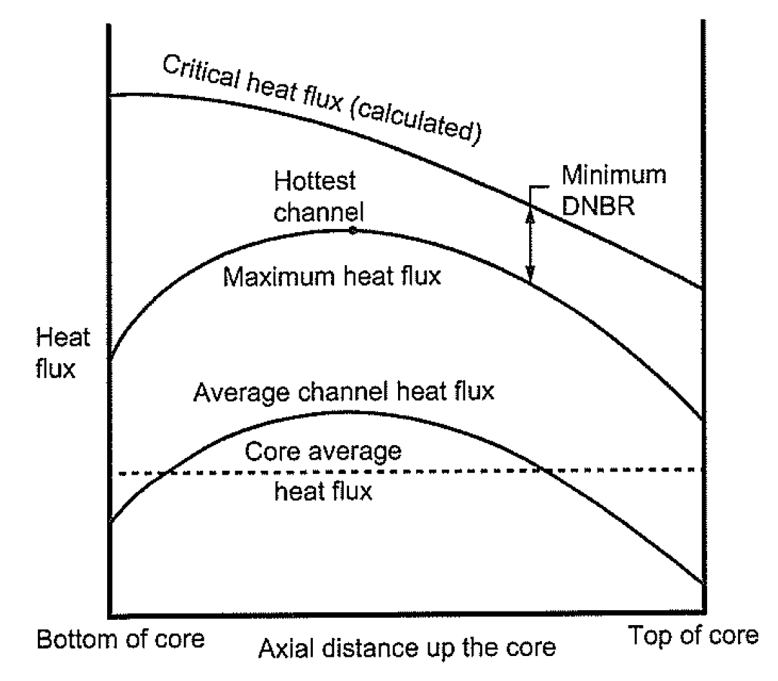 Critical heat flux (calculated)
Minimum
DNBR
Hottest
channel
Maximum heat flux
Heat
flux
Average channel heat flux
Core average
heat flux
Bottom of core
Axial distance up the core
Top of core